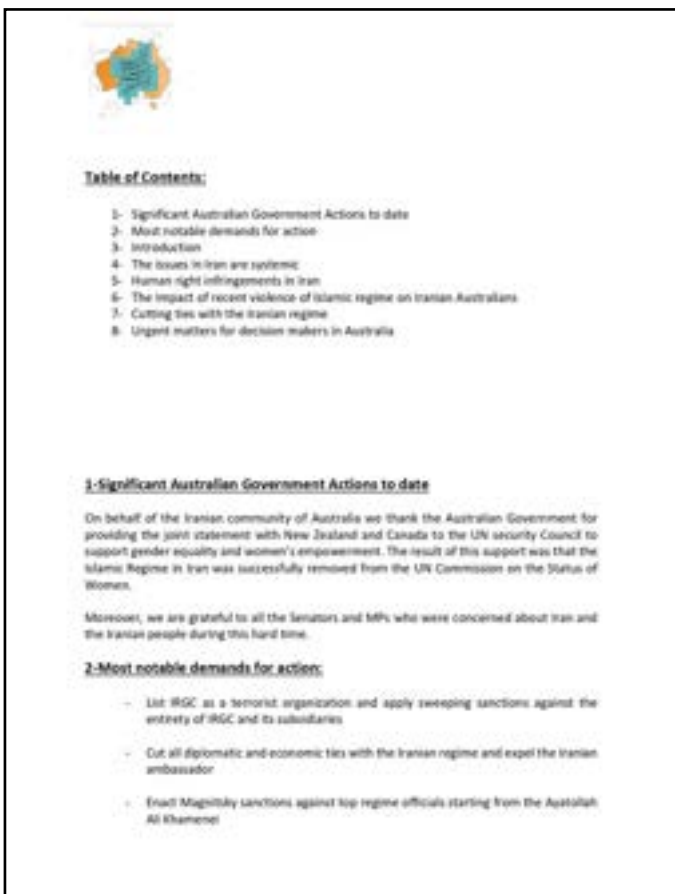 Table of Contents:
1- Significant Australian Government Actions to date
2- Most notable demands for action
3- Introduction
4- The issues in Iran are systemic
5- Human right infringements in Iran
6- The impact of recent violence of Islamic regime on Iranian Australians
7- Cutting ties with the Iranian regime
8- Urgent matters for decision makers in Australia
1-Significant Australian Government Actions to date
On behalf of the Iranian community of Australia we thank the Australian Government for
providing the joint statement with New Zealand and Canada to the UN security Council to
support gender equality and women's empowerment. The result of this support was that the
Islamic Regime in Iran was successfully removed from the UN Commission on the Status of
Women.
Moreover, we are grateful to all the Senators and MPs who were concerned about Iran and
the Iranian people during this hard time.
2-Most notable demands for action:
- List IRGC as a terrorist organization and apply sweeping sanctions against the
entirety of IRGC and its subsidiaries
- Cut all diplomatic and economic ties with the Iranian regime and expel the Iranian
ambassador
- Enact Magnitsky sanctions against top regime officials starting from the Ayatollah
Ali Khamenei